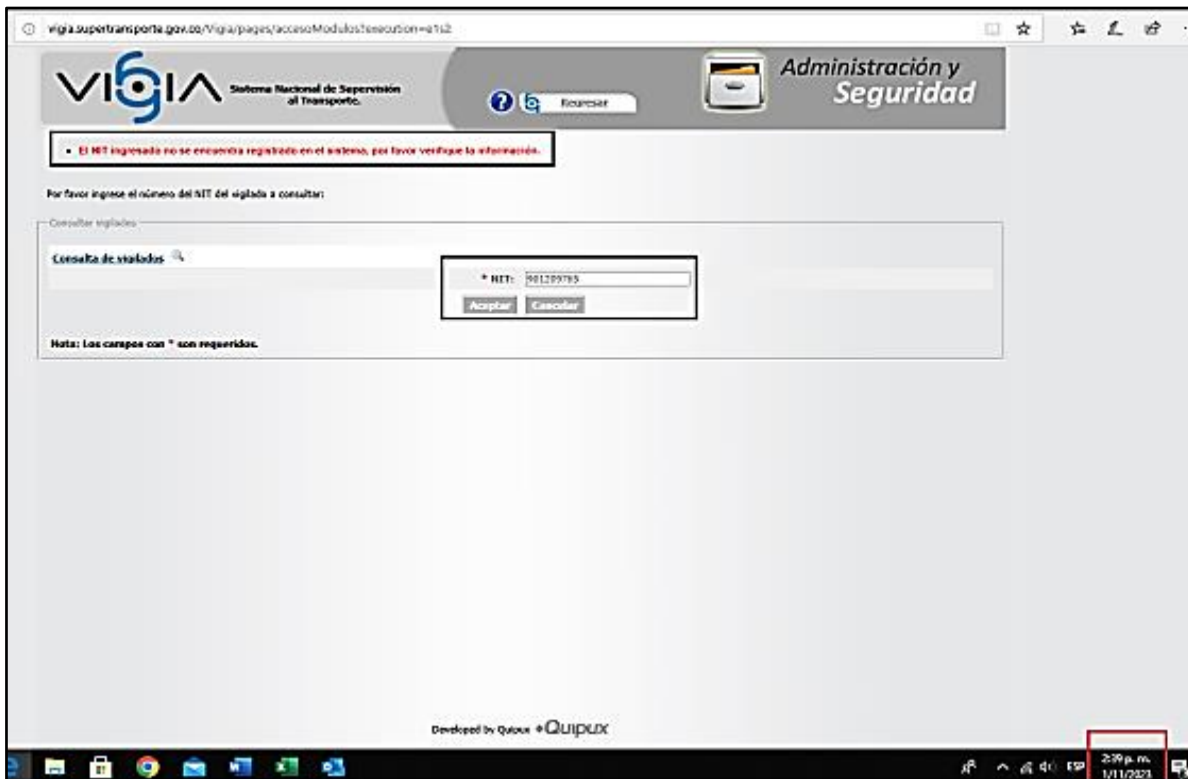 vigia.supertransporte.gov.co/Vigia/pages/accesoModulos?execution=e1s2
VIGIA Sistema Nacional de Supervisión
al Transporte.
Regresar
Administración y
Seguridad
• El NIT ingresado no se encuentra registrado en el sistema, por favor verifique la información.
Por favor ingrese el número del NIT del vigilado a consultar:
Consultar vigilados
Consulta de vigilados
* NIT: 901209765
Aceptar Cancelar
Nota: Los campos con * son requeridos.
Developed by Quipux Quipux
ESP
2:39 p. m.
1/11/2023